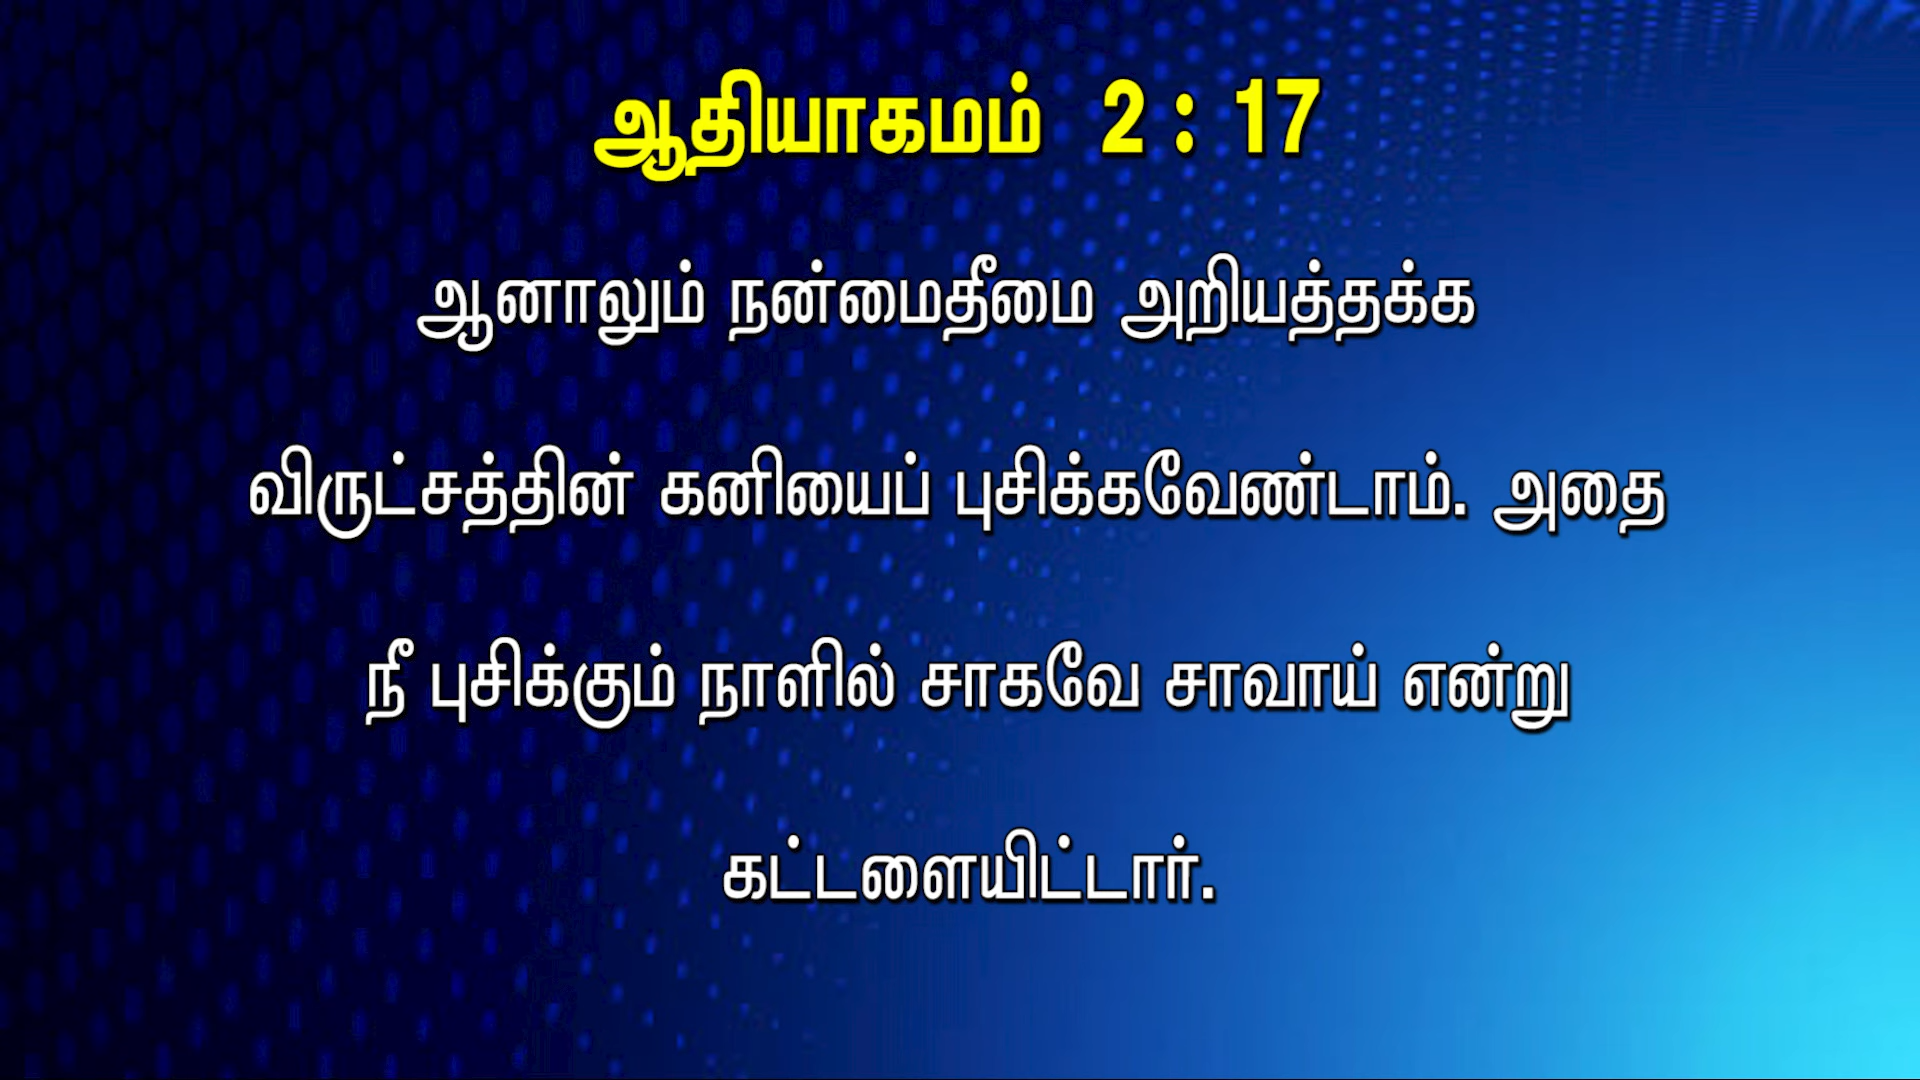 ஆதியாகமம் 2 : 17
ஆனாலும் நன்மைதீமை அறியத்தக்க
விருட்சத்தின் கனியைப் புசிக்கவேண்டாம். அதை
நீ புசிக்கும் நாளில் சாகவே சாவாய் என்று
கட்டளையிட்டார்.